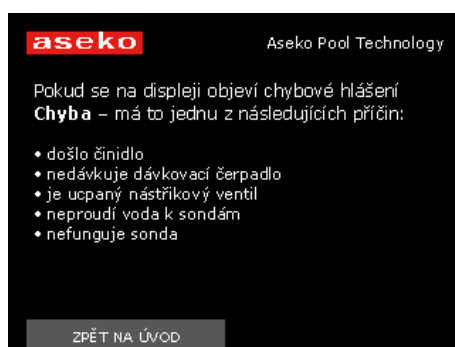 aseko
Aseko Pool Technology
Pokud se na displeji objeví chybové hlášení
Chyba – má to jednu z následujících příčin:
• došlo činidlo
• nedávkuje dávkovací čerpadlo
• je ucpaný nástřikový ventil
• neproudí voda k sondám
• nefunguje sonda
ZPĚT NA ÚVOD